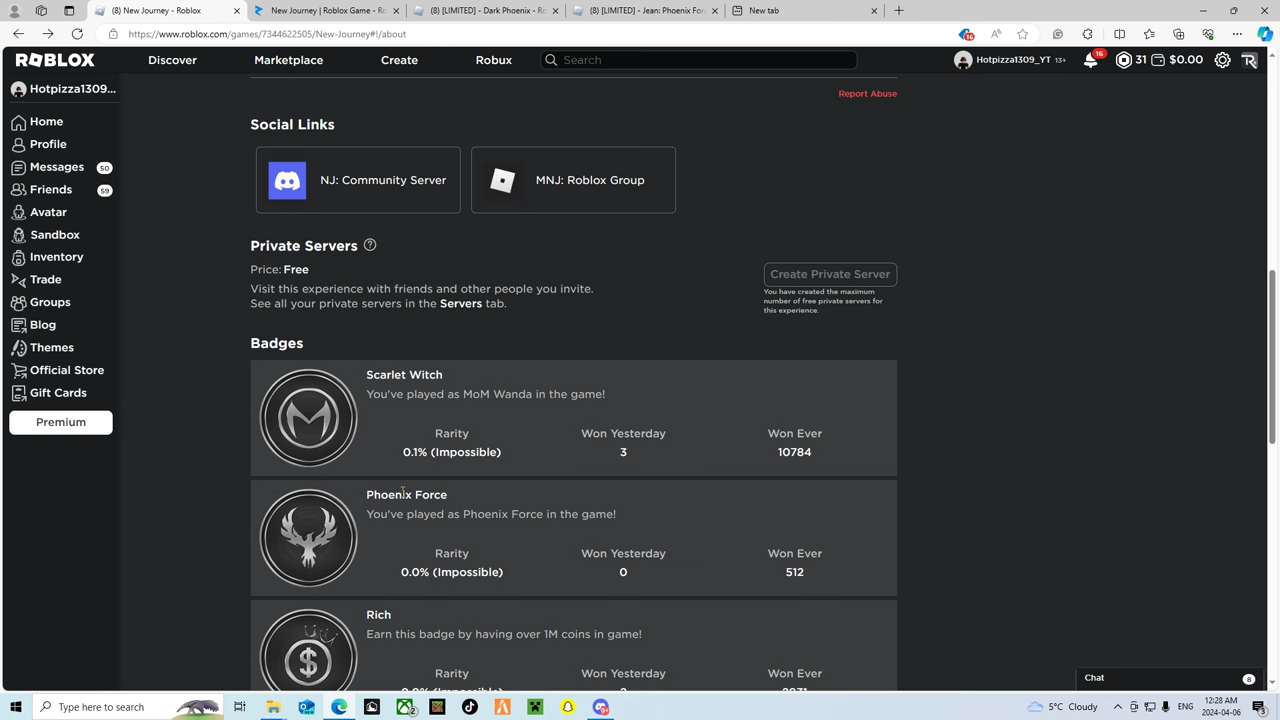 (8) New Journey - Roblox
New Journey | Roblox Game - Ro
(8) [LIMITED] - Dark Phoenix - Ro
(8) [LIMITED] - Jean: Phoenix For
New tab
https://www.roblox.com/games/7344622505/New-Journey#!/about
16
ROBLOX
Discover
Marketplace
Create
Robux
Search
Hotpizza1309_YT 13+
16
31
$0.00
Hotpizza1309_...
Home
Profile
Messages 50
Friends 59
Avatar
Sandbox
Inventory
Trade
Groups
Blog
Themes
Official Store
Gift Cards
Premium
Report Abuse
Social Links
NJ: Community Server
MNJ: Roblox Group
Private Servers ?
Price: Free
Visit this experience with friends and other people you invite.
See all your private servers in the Servers tab.
Create Private Server
You have created the maximum
number of free private servers for
this experience.
Badges
Scarlet Witch
You've played as MoM Wanda in the game!
Rarity Won Yesterday Won Ever
0.1% (Impossible) 3 10784
Phoenix Force
You've played as Phoenix Force in the game!
Rarity Won Yesterday Won Ever
0.0% (Impossible) 0 512
Rich
Earn this badge by having over 1M coins in game!
Rarity Won Yesterday Won Ever
Chat 8
Type here to search
5°C Cloudy
ENG
12:28 AM
2024-04-06